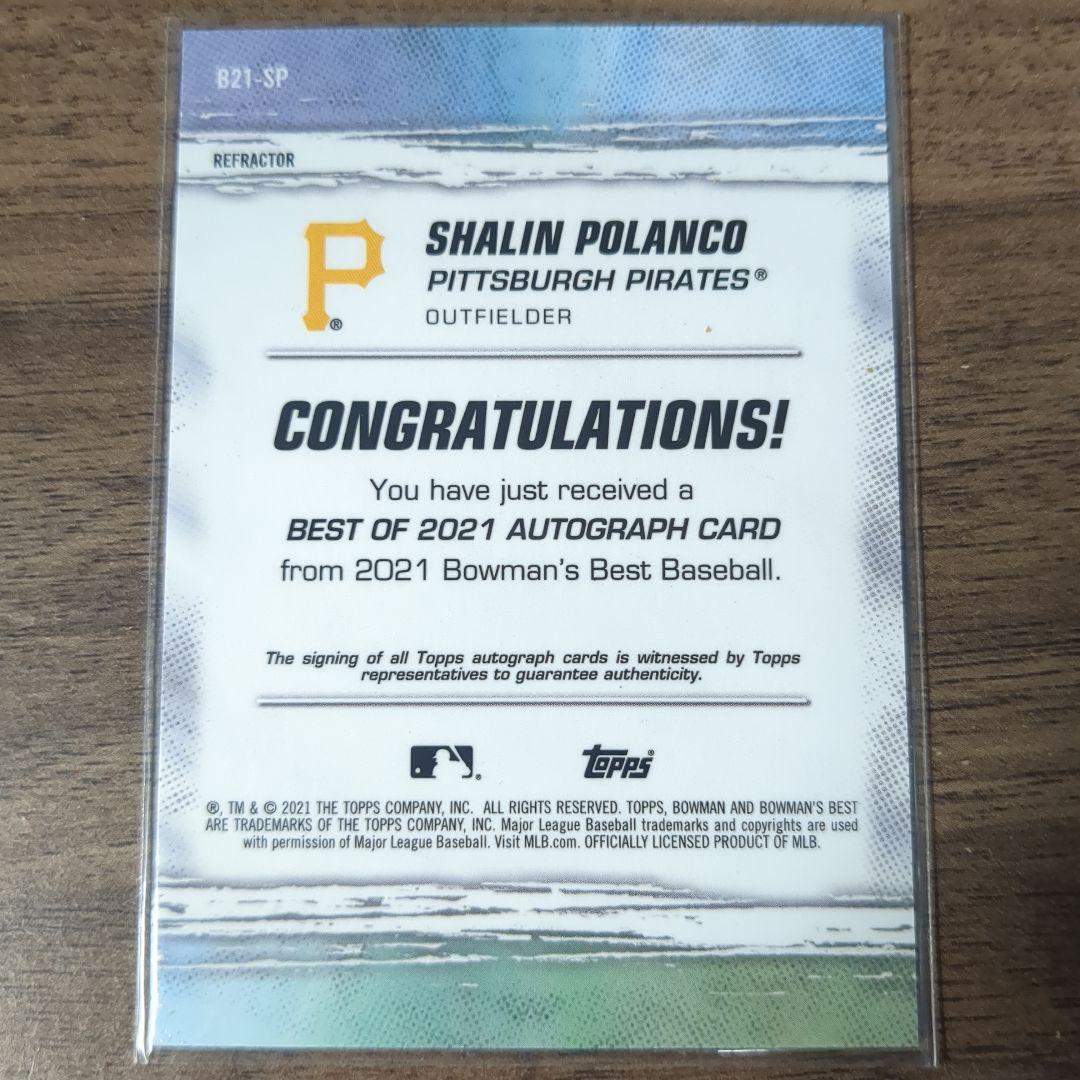 B21-SP
REFRACTOR
P®
SHALIN POLANCO
PITTSBURGH PIRATES®
OUTFIELDER
CONGRATULATIONS!
You have just received a
BEST OF 2021 AUTOGRAPH CARD
from 2021 Bowman's Best Baseball.
The signing of all Topps autograph cards is witnessed by Topps
representatives to guarantee authenticity.
® topps®
®, TM & © 2021 THE TOPPS COMPANY, INC. ALL RIGHTS RESERVED. TOPPS, BOWMAN AND BOWMAN'S BEST
ARE TRADEMARKS OF THE TOPPS COMPANY, INC. Major League Baseball trademarks and copyrights are used
with permission of Major League Baseball. Visit MLB.com. OFFICIALLY LICENSED PRODUCT OF MLB.